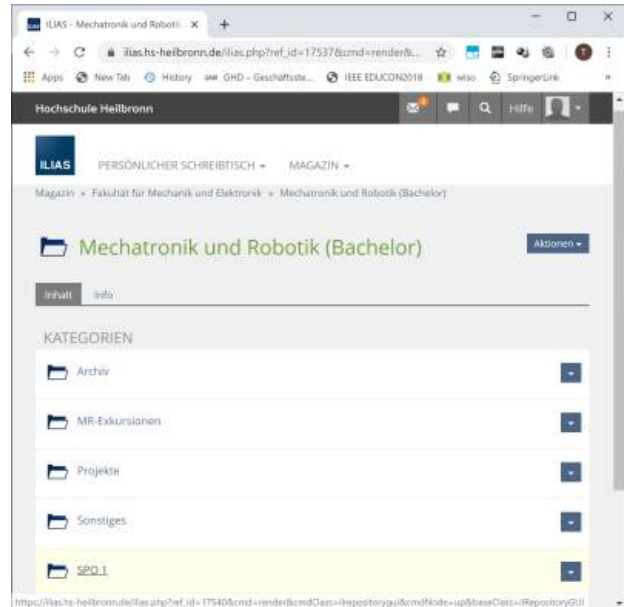 ILIAS - Mechatronik und Roboti
ilias.hs-heilbronn.de/ilias.php?ref_id=17537&cmd=render&...
Apps New Tab History GHD – Geschäftsste... IEEE EDUCON2018 wiso SpringerLink
Hochschule Heilbronn Hilfe
ILIAS PERSÖNLICHER SCHREIBTISCH MAGAZIN
Magazin » Fakultät für Mechanik und Elektronik » Mechatronik und Robotik (Bachelor)
Mechatronik und Robotik (Bachelor) Aktionen
Inhalt Info
KATEGORIEN
Archiv
MR-Exkursionen
Projekte
Sonstiges
SPO 1
https://ilias.hs-heilbronn.de/ilias.php?ref_id=17540&cmd=render&cmdClass=ilrepositorygui&cmdNode=up&baseClass=ilRepositoryGUI